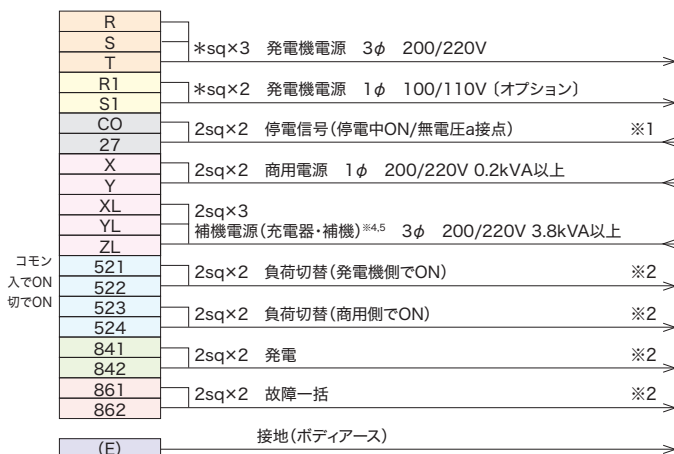 R
S
T
*sq×3 発電機電源 3φ 200/220V
R1
S1
*sq×2 発電機電源 1φ 100/110V〔オプション〕
CO
27
2sq×2 停電信号(停電中ON/無電圧a接点) ※1
X
Y
2sq×2 商用電源 1φ 200/220V 0.2kVA以上
XL
YL
ZL
2sq×3
補機電源(充電器・補機)※4,5 3φ 200/220V 3.8kVA以上
コモン
入でON
切でON
521
522
2sq×2 負荷切替(発電機側でON) ※2
523
524
2sq×2 負荷切替(商用側でON) ※2
841
842
2sq×2 発電 ※2
861
862
2sq×2 故障一括 ※2
(E)
接地(ボディアース)